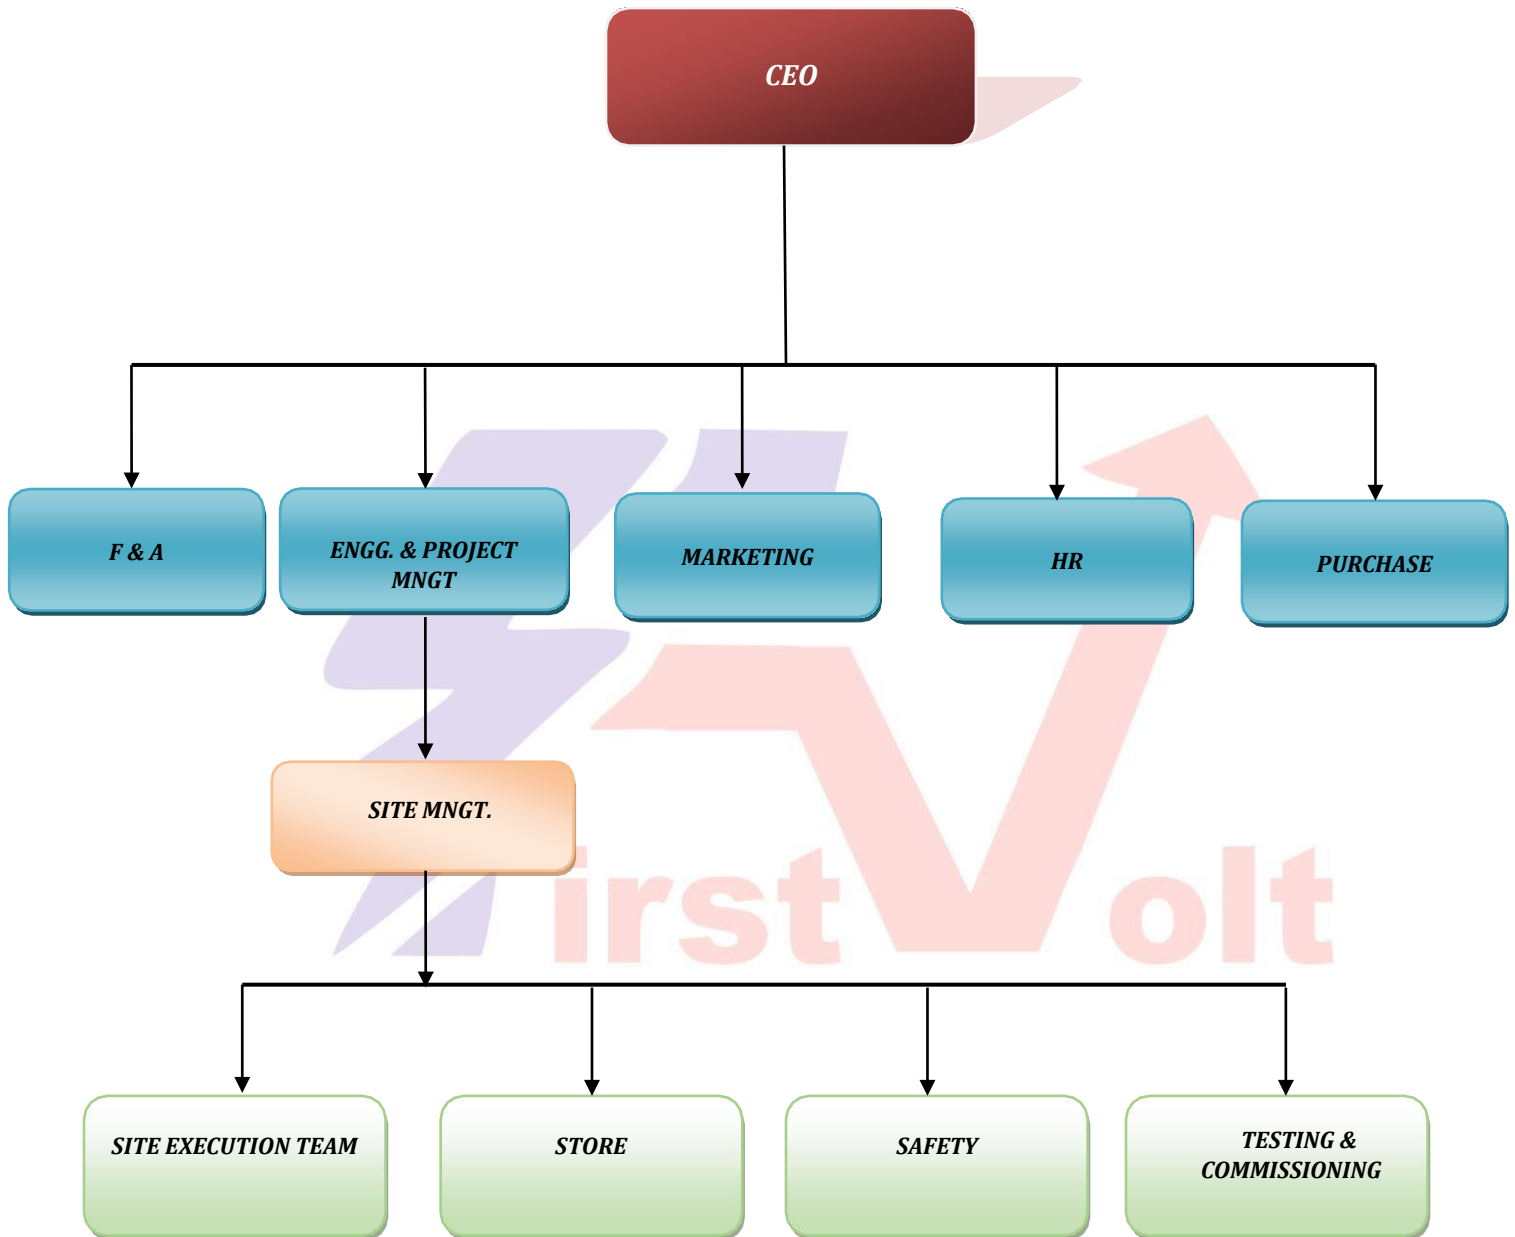 CEO
F & A
ENGG. & PROJECT
MNGT
MARKETING
HR
PURCHASE
SITE MNGT.
irst olt
SITE EXECUTION TEAM
STORE
SAFETY
TESTING &
COMMISSIONING